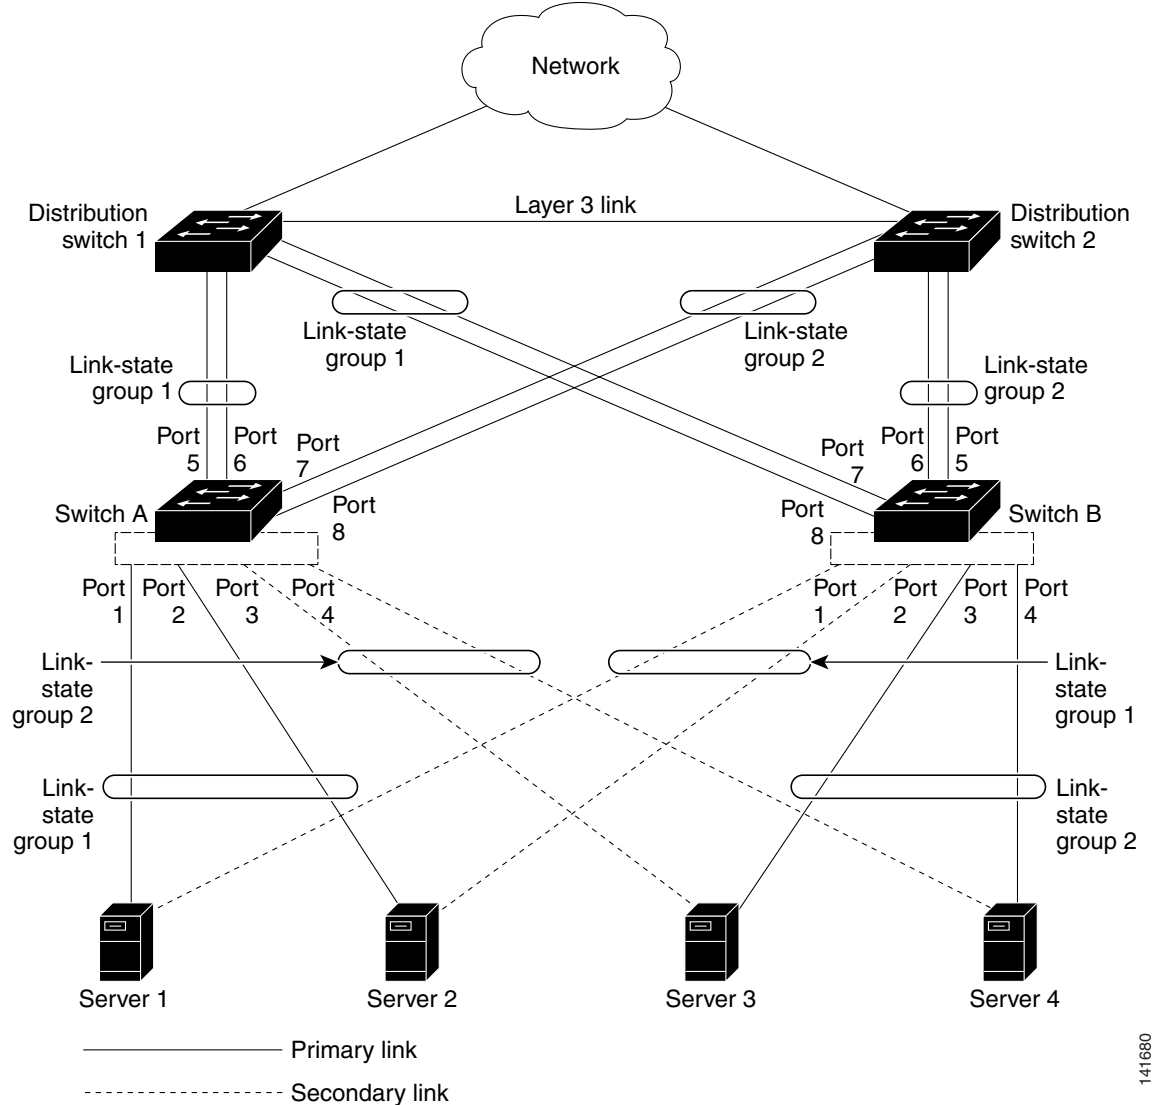 Network
Layer 3 link
Distribution
switch 1
Distribution
switch 2
Link-state
group 1
Link-state
group 2
Link-state
group 1
Link-state
group 2
Port
5
Port
6
Port
7
Port
8
Port
7
Port
6
Port
5
Port
8
Switch A
Switch B
Port
1
Port
2
Port
3
Port
4
Port
1
Port
2
Port
3
Port
4
Link-
state
group 2
Link-
state
group 1
Link-
state
group 1
Link-
state
group 2
Server 1
Server 2
Server 3
Server 4
Primary link
Secondary link
141680